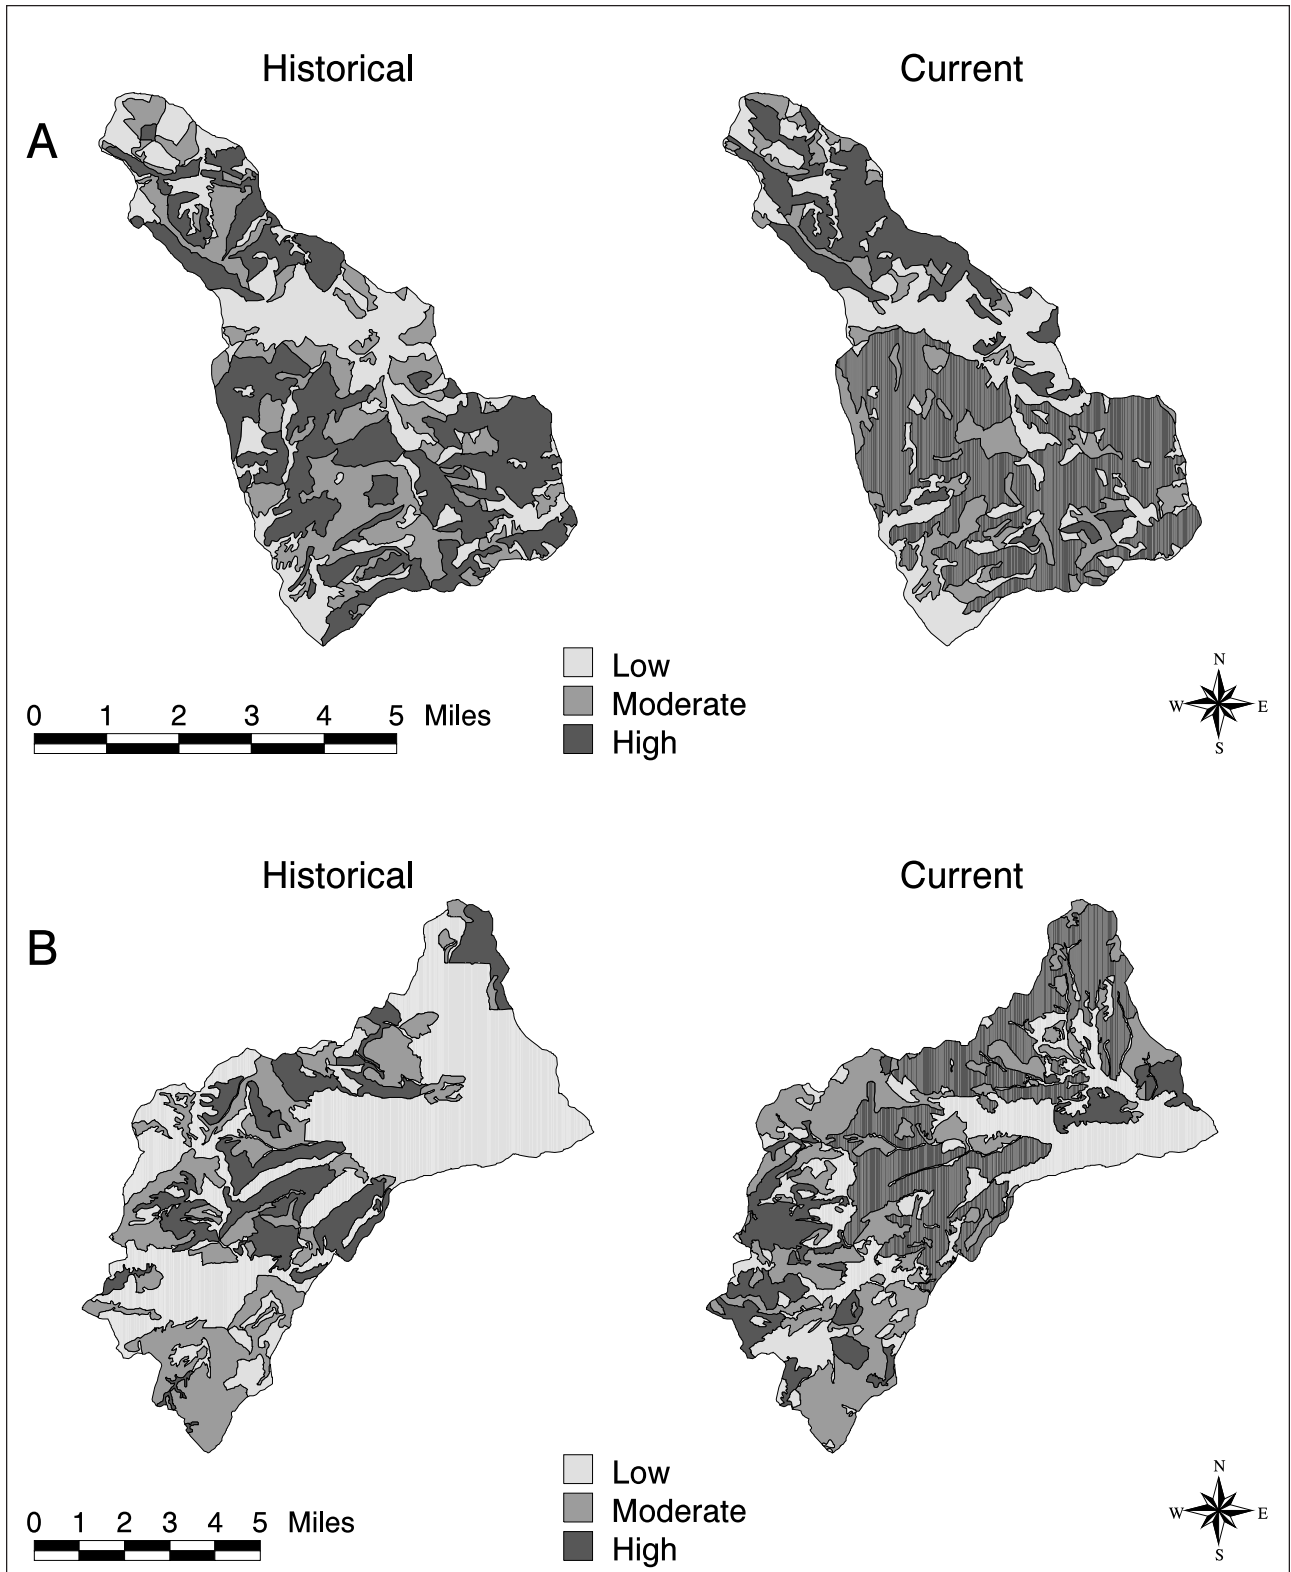 Historical
Current
A
Low
Moderate
High
0 1 2 3 4 5 Miles
N
W E
S
Historical
Current
B
Low
Moderate
High
0 1 2 3 4 5 Miles
N
W E
S